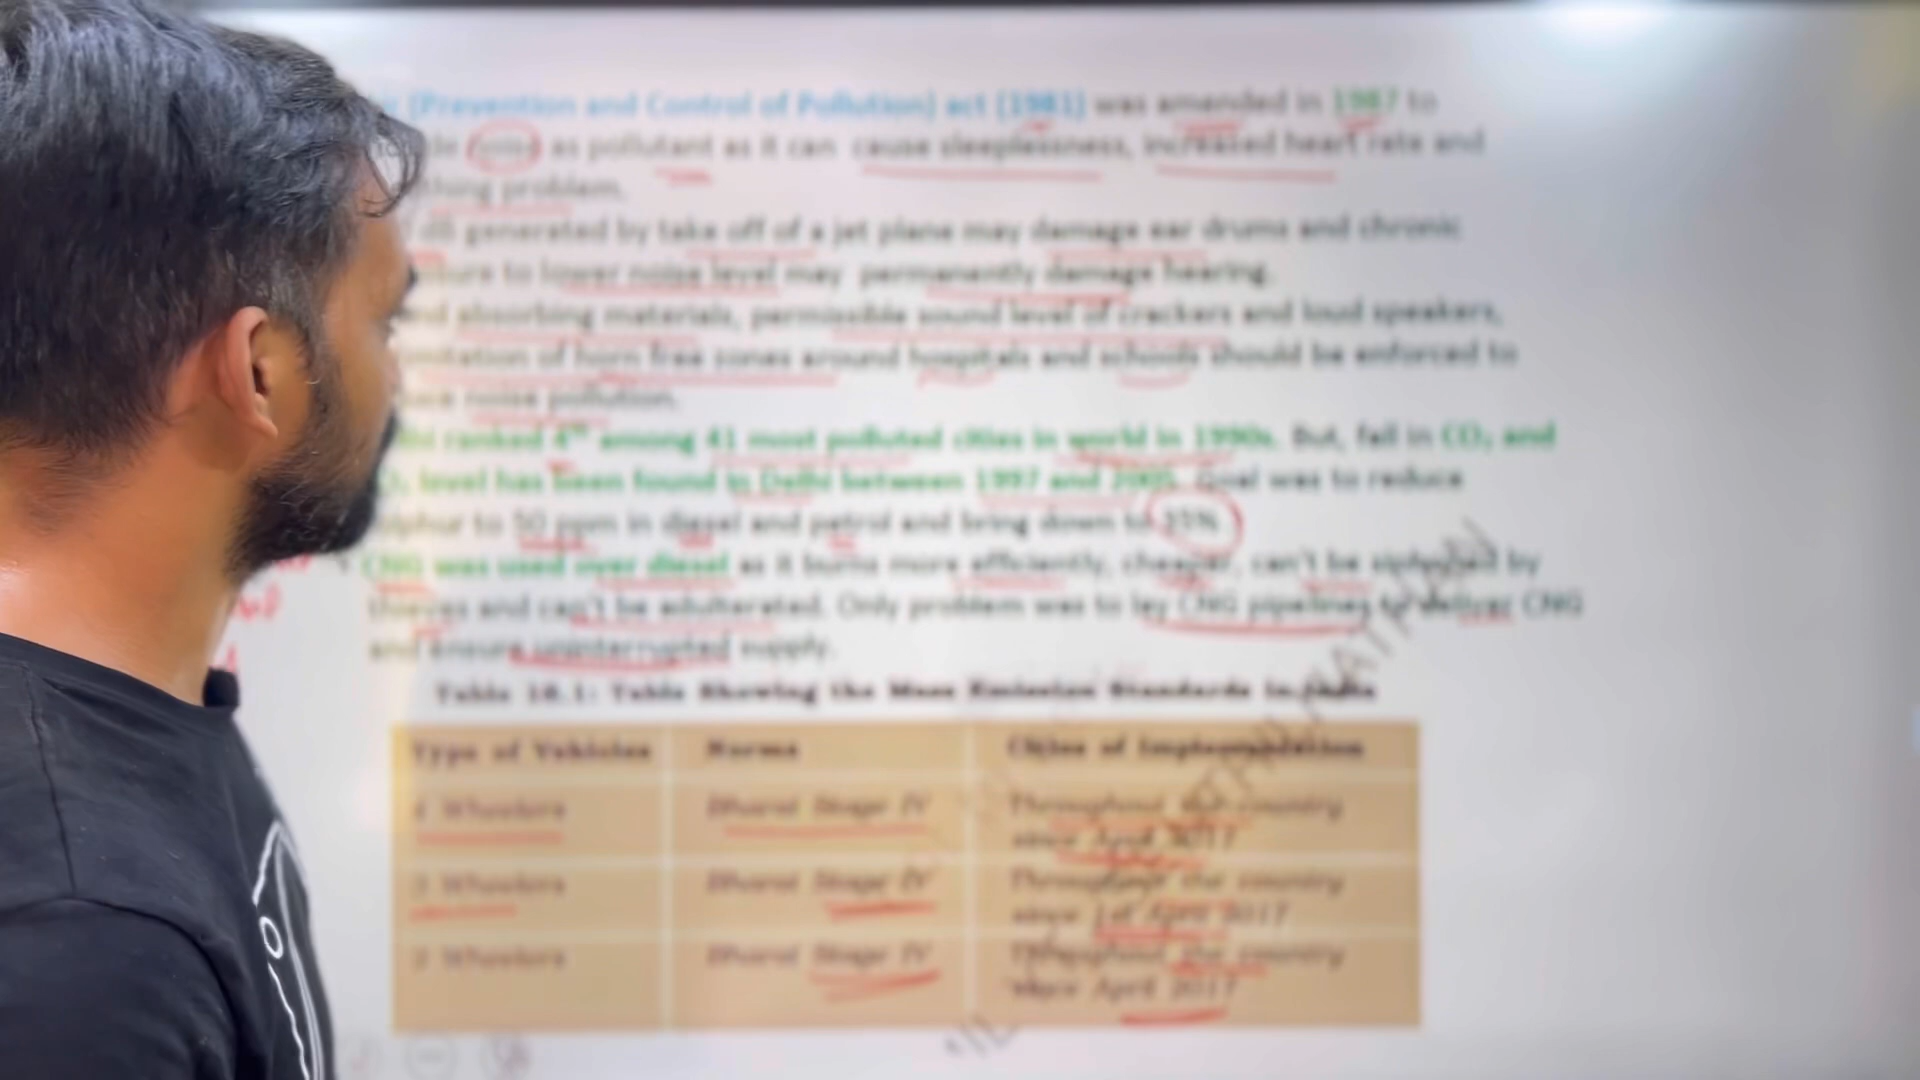 (Prevention and Control of Pollution) act (1981) was amended in 1987 to
noise as pollutant as it can cause sleeplessness, increased heart rate and
problem.
dB generated by take off of a jet plane may damage ear drums and chronic
to lower noise level may permanently damage hearing.
absorbing materials, permissible sound level of crackers and loud speakers,
of horn free zones around hospitals and schools should be enforced to
noise pollution.
ranked 4th among 41 most polluted cities in world in 1990s. But, fall in CO₂ and
level has been found in Delhi between 1997 and 2005. Goal was to reduce
to 50 ppm in diesel and petrol and bring down to 35%
CNG was used over diesel as it burns more efficiently, cheaper, can't be siphoned by
thieves and can't be adulterated. Only problem was to lay CNG pipelines to deliver CNG
and ensure uninterrupted supply.
Table 16.1: Table Showing the Mass Emission Standards in India
Type of Vehicles Norms Cities of Implementation
4 Wheelers Bharat Stage IV Throughout the country
since April 2017
3 Wheelers Bharat Stage IV Throughout the country
since 1st April 2017
2 Wheelers Bharat Stage IV Throughout the country
since April 2017